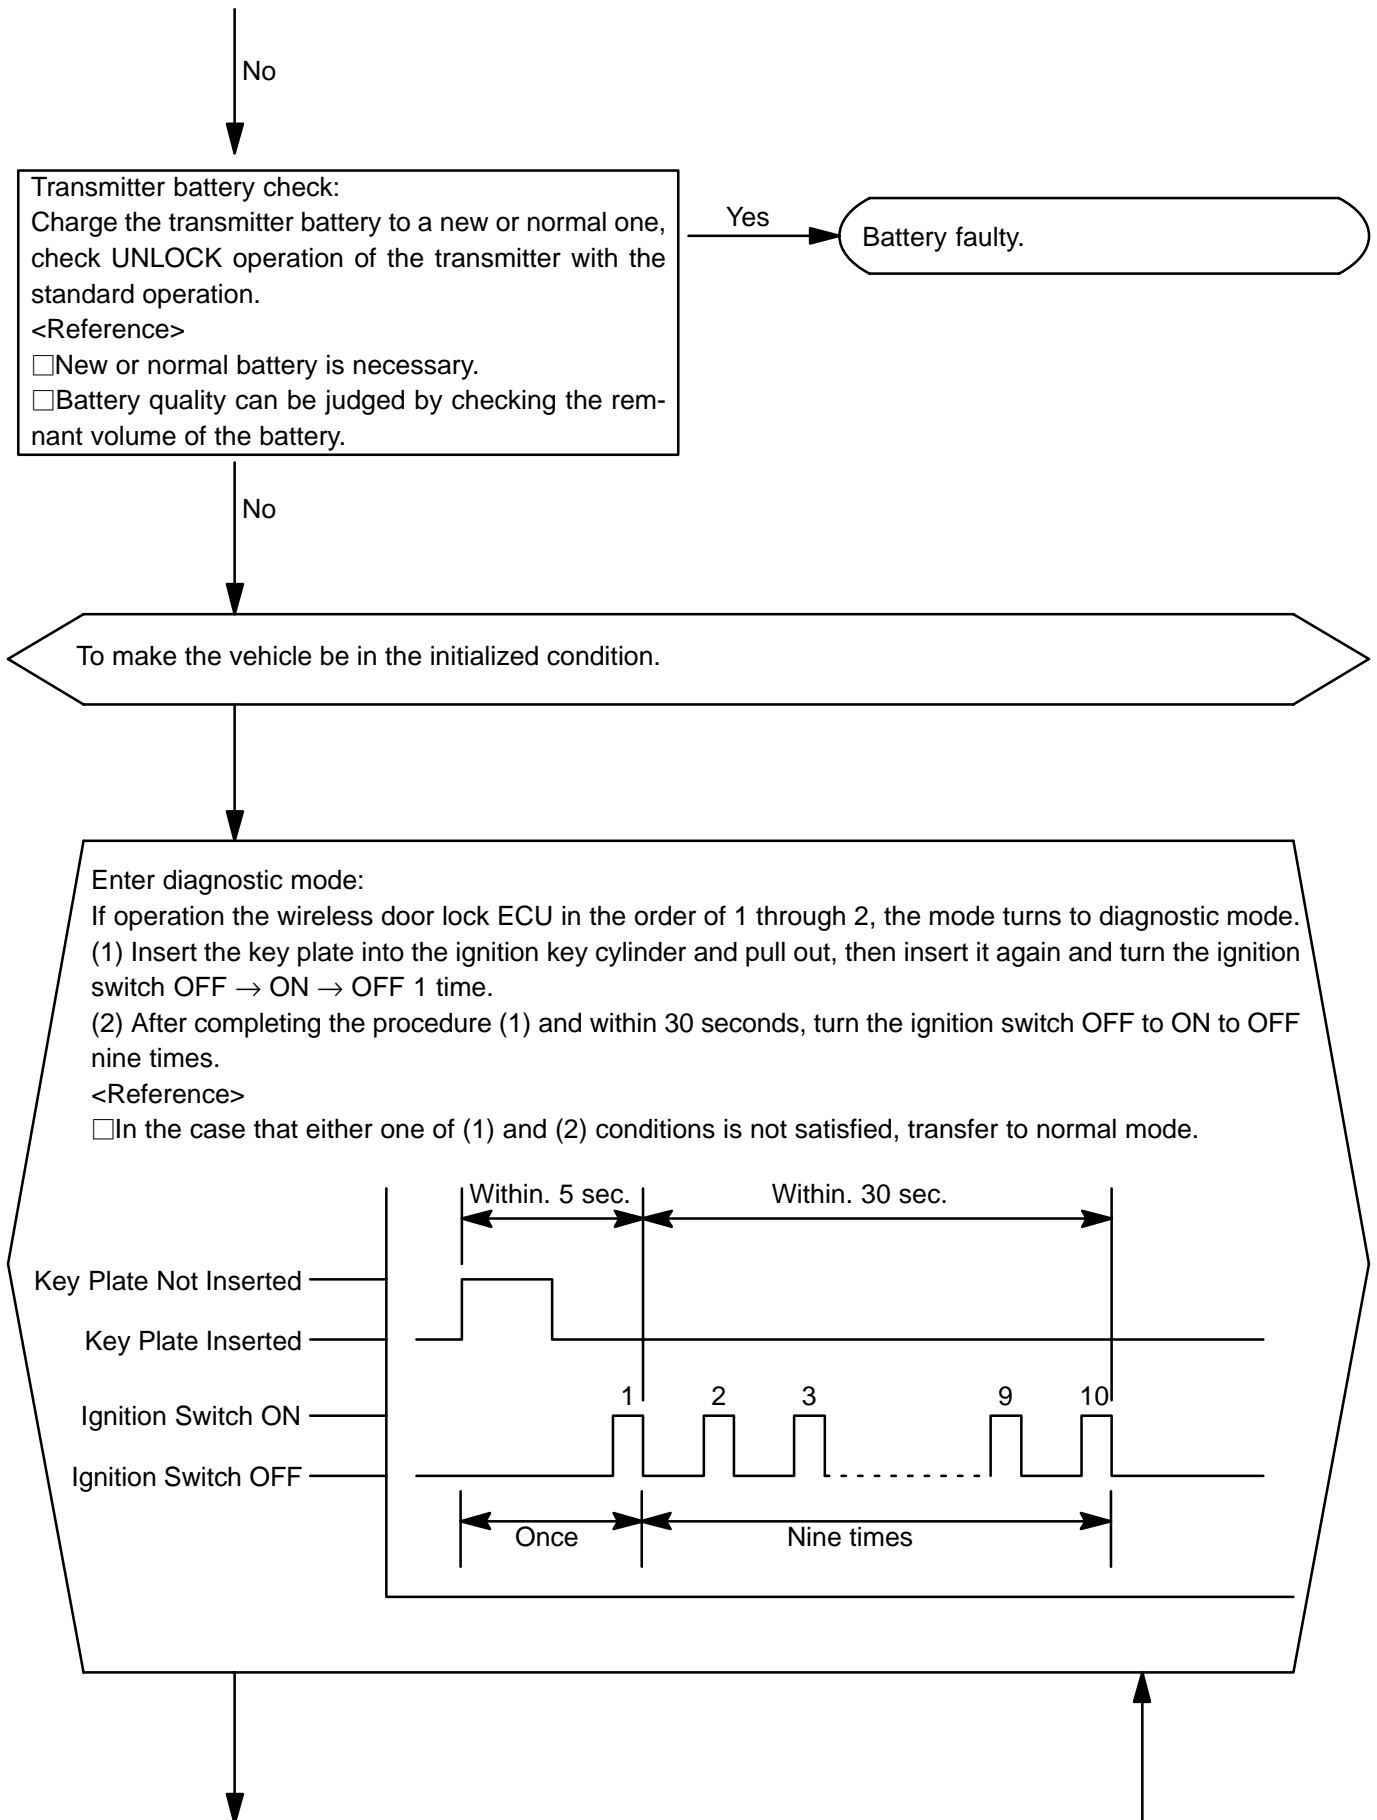 No
Transmitter battery check:
Charge the transmitter battery to a new or normal one,
check UNLOCK operation of the transmitter with the
standard operation.
<Reference>
□New or normal battery is necessary.
□Battery quality can be judged by checking the rem-
nant volume of the battery.
Yes
Battery faulty.
No
To make the vehicle be in the initialized condition.
Enter diagnostic mode:
If operation the wireless door lock ECU in the order of 1 through 2, the mode turns to diagnostic mode.
(1) Insert the key plate into the ignition key cylinder and pull out, then insert it again and turn the ignition
switch OFF → ON → OFF 1 time.
(2) After completing the procedure (1) and within 30 seconds, turn the ignition switch OFF to ON to OFF
nine times.
<Reference>
□In the case that either one of (1) and (2) conditions is not satisfied, transfer to normal mode.
Within. 5 sec. Within. 30 sec.
Key Plate Not Inserted
Key Plate Inserted
1 2 3 9 10
Ignition Switch ON
Ignition Switch OFF
Once Nine times